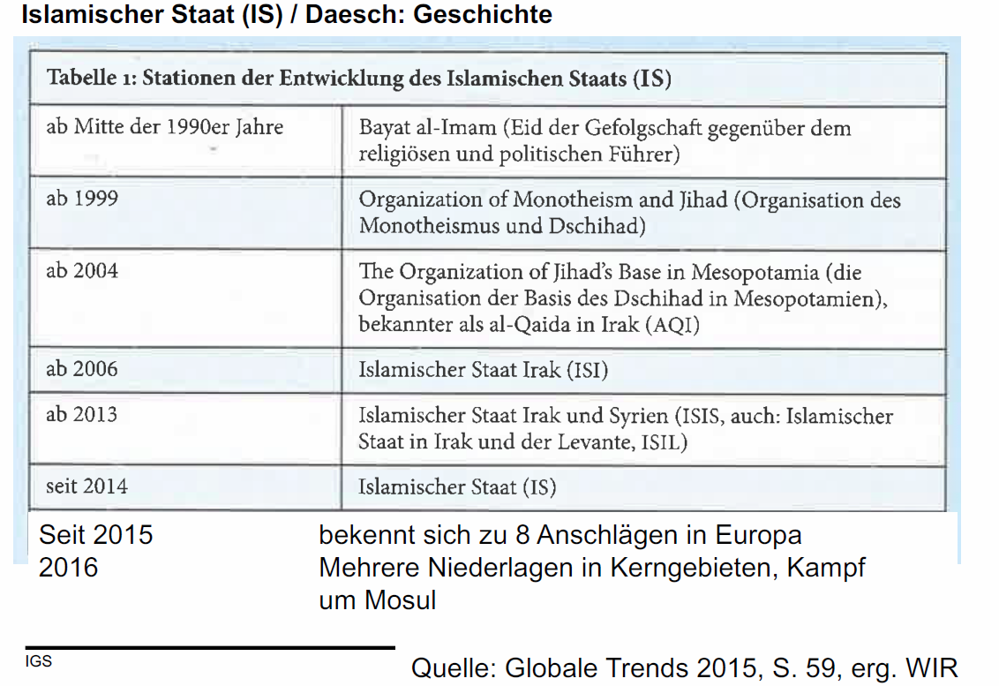 Islamischer Staat (IS) / Daesch: Geschichte
Tabelle 1: Stationen der Entwicklung des Islamischen Staats (IS)
ab Mitte der 1990er Jahre
Bayat al-Imam (Eid der Gefolgschaft gegenüber dem
religiösen und politischen Führer)
ab 1999
Organization of Monotheism and Jihad (Organisation des
Monotheismus und Dschihad)
ab 2004
The Organization of Jihad's Base in Mesopotamia (die
Organisation der Basis des Dschihad in Mesopotamien),
bekannter als al-Qaida in Irak (AQI)
ab 2006
Islamischer Staat Irak (ISI)
ab 2013
Islamischer Staat Irak und Syrien (ISIS, auch: Islamischer
Staat in Irak und der Levante, ISIL)
seit 2014
Islamischer Staat (IS)
Seit 2015
bekennt sich zu 8 Anschlägen in Europa
2016
Mehrere Niederlagen in Kerngebieten, Kampf
um Mosul
IGS
Quelle: Globale Trends 2015, S. 59, erg. WIR